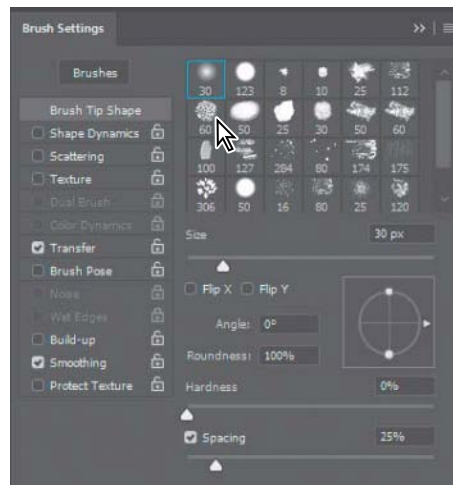 Brush Settings
Brushes
Brush Tip Shape
Shape Dynamics
Scattering
Texture
Dual Brush
Color Dynamics
Transfer
Brush Pose
Noise
Wet Edges
Build-up
Smoothing
Protect Texture
30 123 8 10 25 112
60 50 25 30 50 60
100 127 284 80 174 175
306 50 16 80 25 120
Size 30 px
Flip X Flip Y
Angle: 0°
Roundness: 100%
Hardness 0%
Spacing 25%